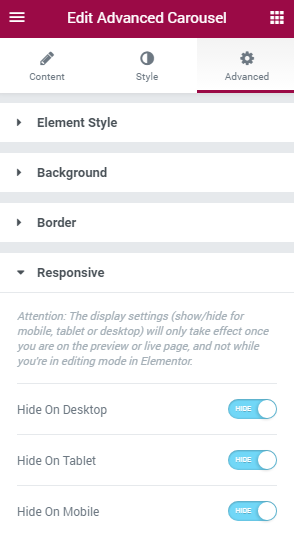 Edit Advanced Carousel
Content Style Advanced
Element Style
Background
Border
Responsive
Attention: The display settings (show/hide for
mobile, tablet or desktop) will only take effect once
you are on the preview or live page, and not while
you're in editing mode in Elementor.
Hide On Desktop HIDE
Hide On Tablet HIDE
Hide On Mobile HIDE